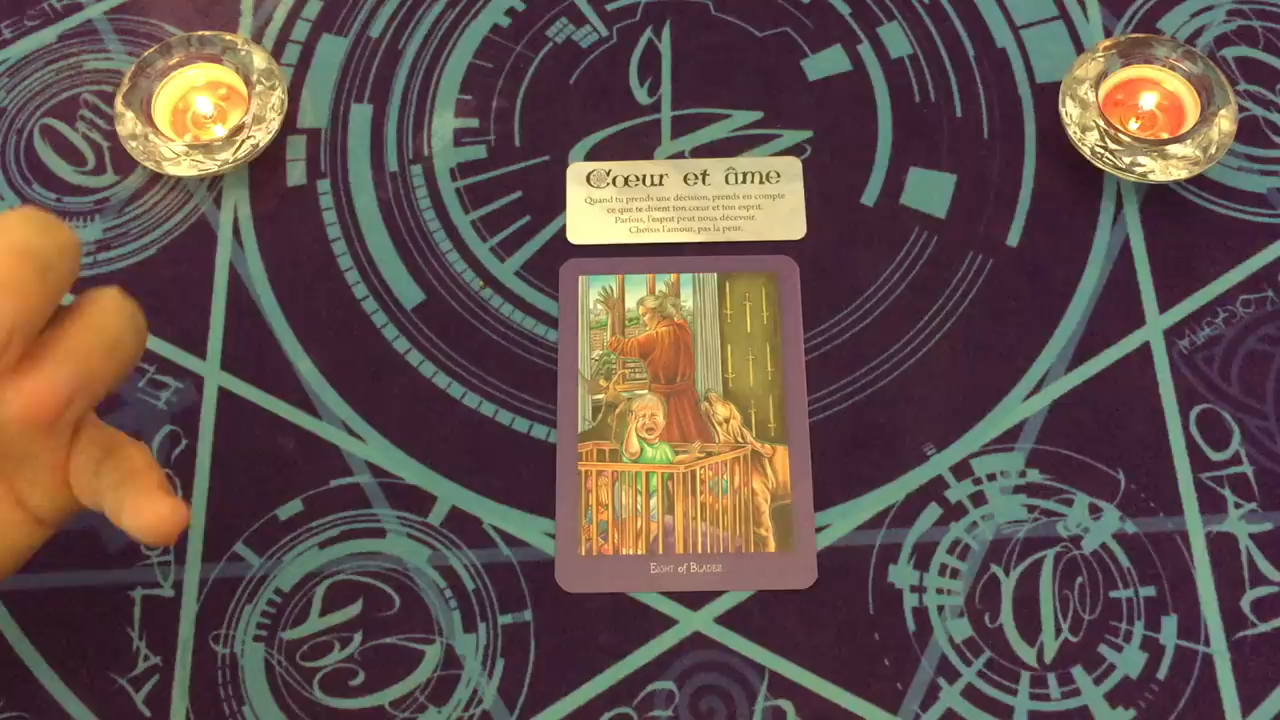 Cœur et âme
Quand tu prends une décision, prends en compte
ce que te disent ton cœur et ton esprit.
Parfois, l'esprit peut nous décevoir.
Choisis l'amour, pas la peur.
Eight of Blades